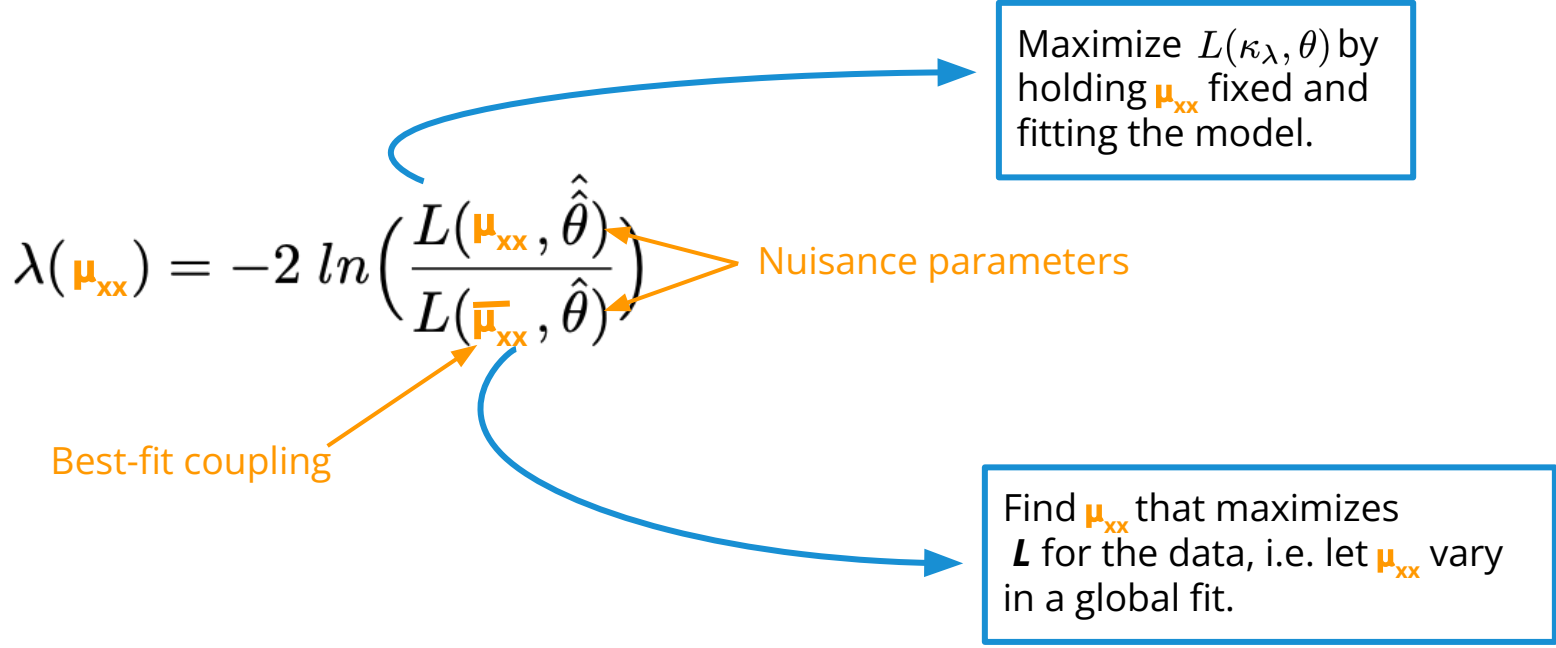 Maximize L(κ_λ, θ) by
holding μ_xx fixed and
fitting the model.
λ(μ_xx) = −2 ln(L(μ_xx, θ̂̂) / L(μ̅_xx, θ̂))
Nuisance parameters
Best-fit coupling
Find μ_xx that maximizes
L for the data, i.e. let μ_xx vary
in a global fit.